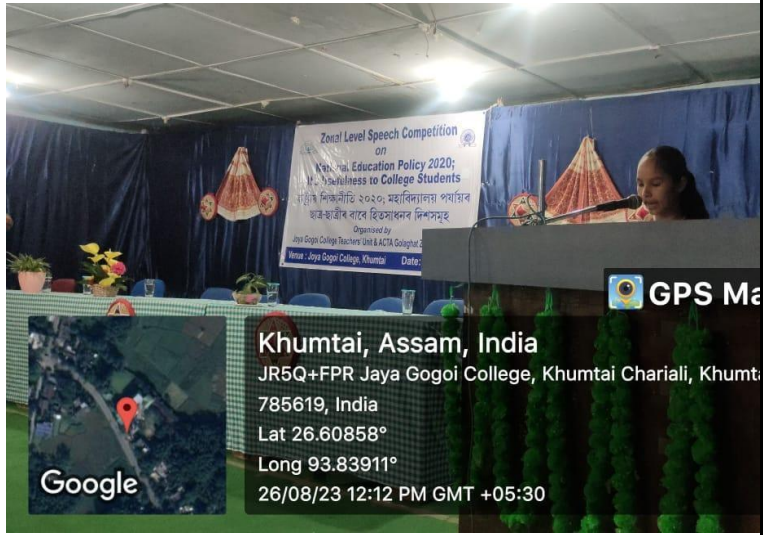 Zonal Level Speech Competition
on
National Education Policy 2020;
Its Usefulness to College Students
ৰাষ্ট্ৰীয় শিক্ষানীতি ২০২০; মহাবিদ্যালয় পৰ্যায়ৰ
ছাত্ৰ-ছাত্ৰীৰ বাবে হিতসাধনৰ দিশসমূহ
Organised by
Joya Gogoi College Teachers' Unit & ACTA Golaghat Z
Venue : Joya Gogoi College, Khumtai Date:
GPS Ma
Khumtai, Assam, India
JR5Q+FPR Jaya Gogoi College, Khumtai Chariali, Khumta
785619, India
Lat 26.60858°
Long 93.83911°
26/08/23 12:12 PM GMT +05:30
Google